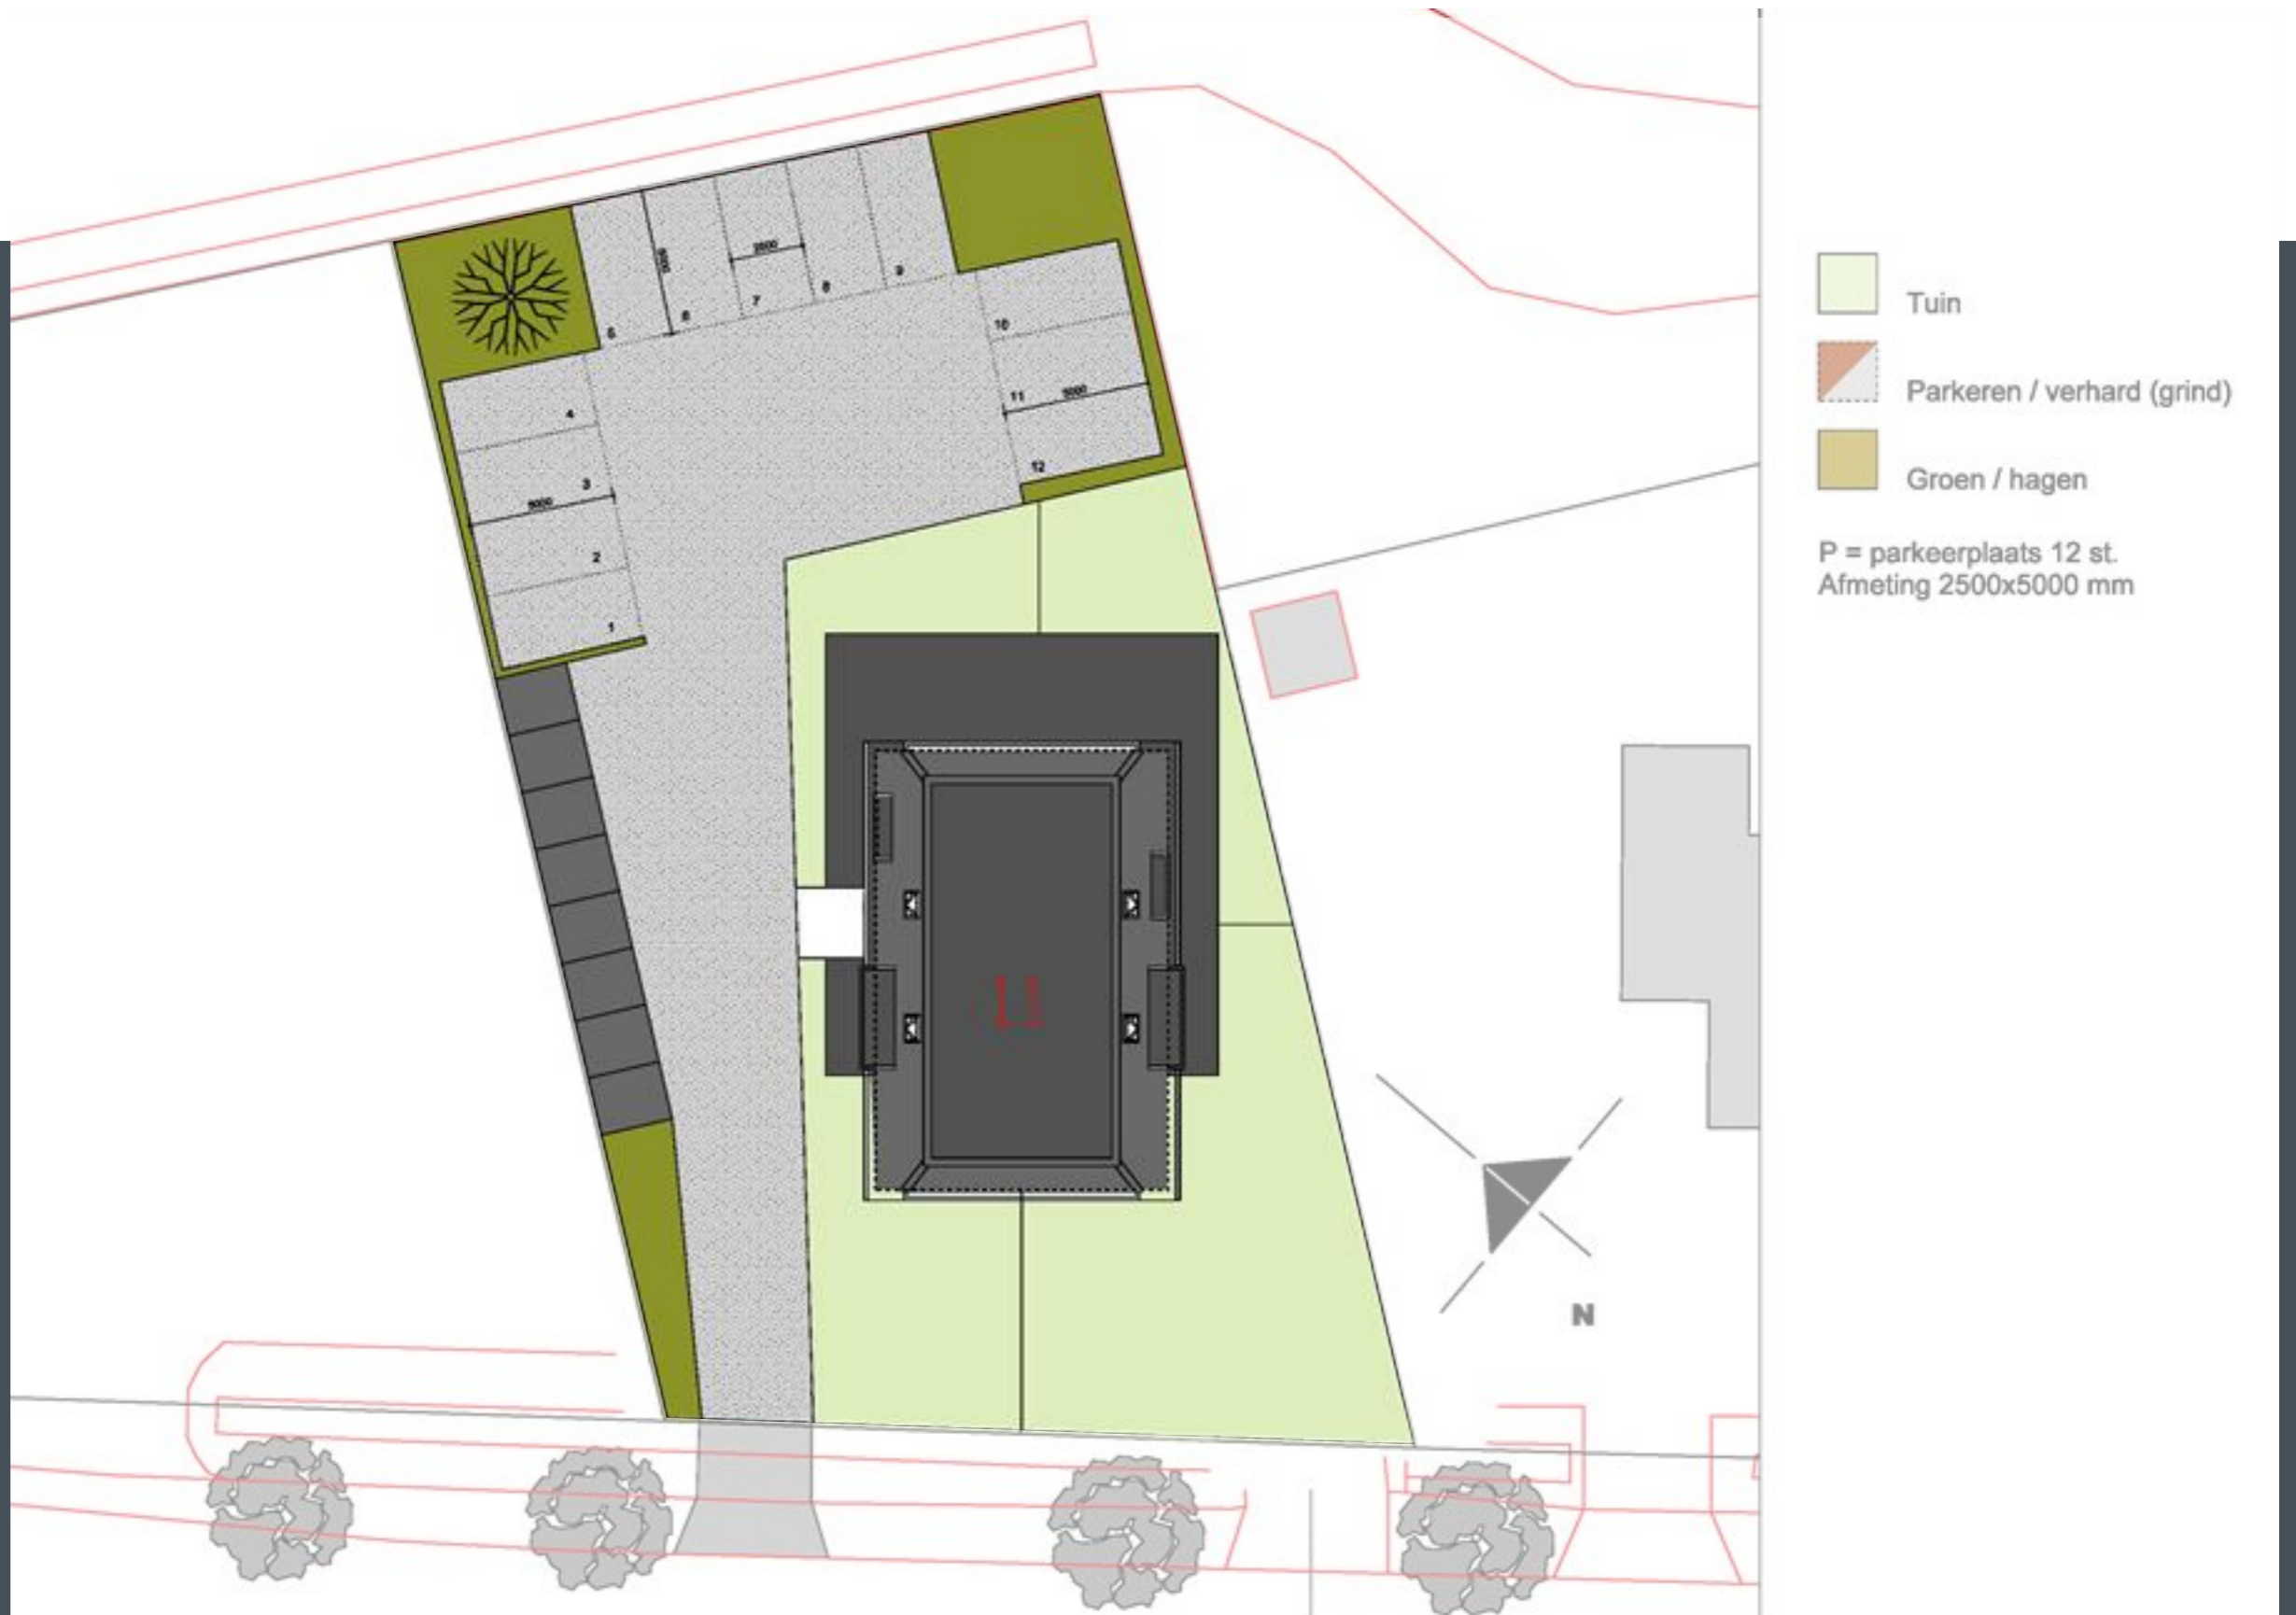 Tuin
Parkeren / verhard (grind)
Groen / hagen
P = parkeerplaats 12 st.
Afmeting 2500x5000 mm
5000
2500
5
6
7
8
9
4
3
5000
2
1
10
11
5000
12
N